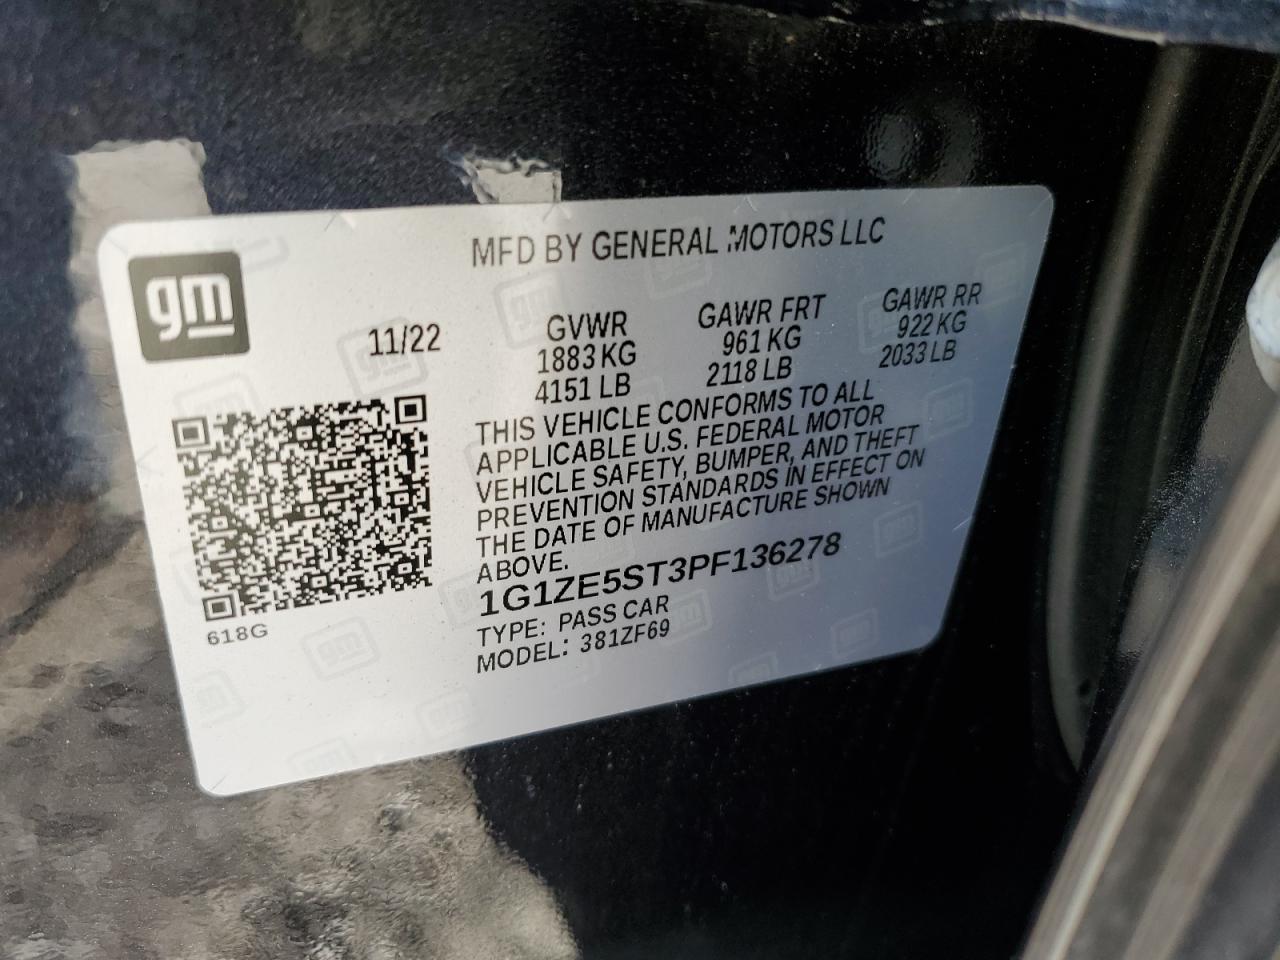 MFD BY GENERAL MOTORS LLC
gm
11/22
GVWR
1883 KG
4151 LB
GAWR FRT
961 KG
2118 LB
GAWR RR
922 KG
2033 LB
THIS VEHICLE CONFORMS TO ALL
APPLICABLE U.S. FEDERAL MOTOR
VEHICLE SAFETY, BUMPER, AND THEFT
PREVENTION STANDARDS IN EFFECT ON
THE DATE OF MANUFACTURE SHOWN
ABOVE.
1G1ZE5ST3PF136278
TYPE: PASS CAR
MODEL: 381ZF69
618G